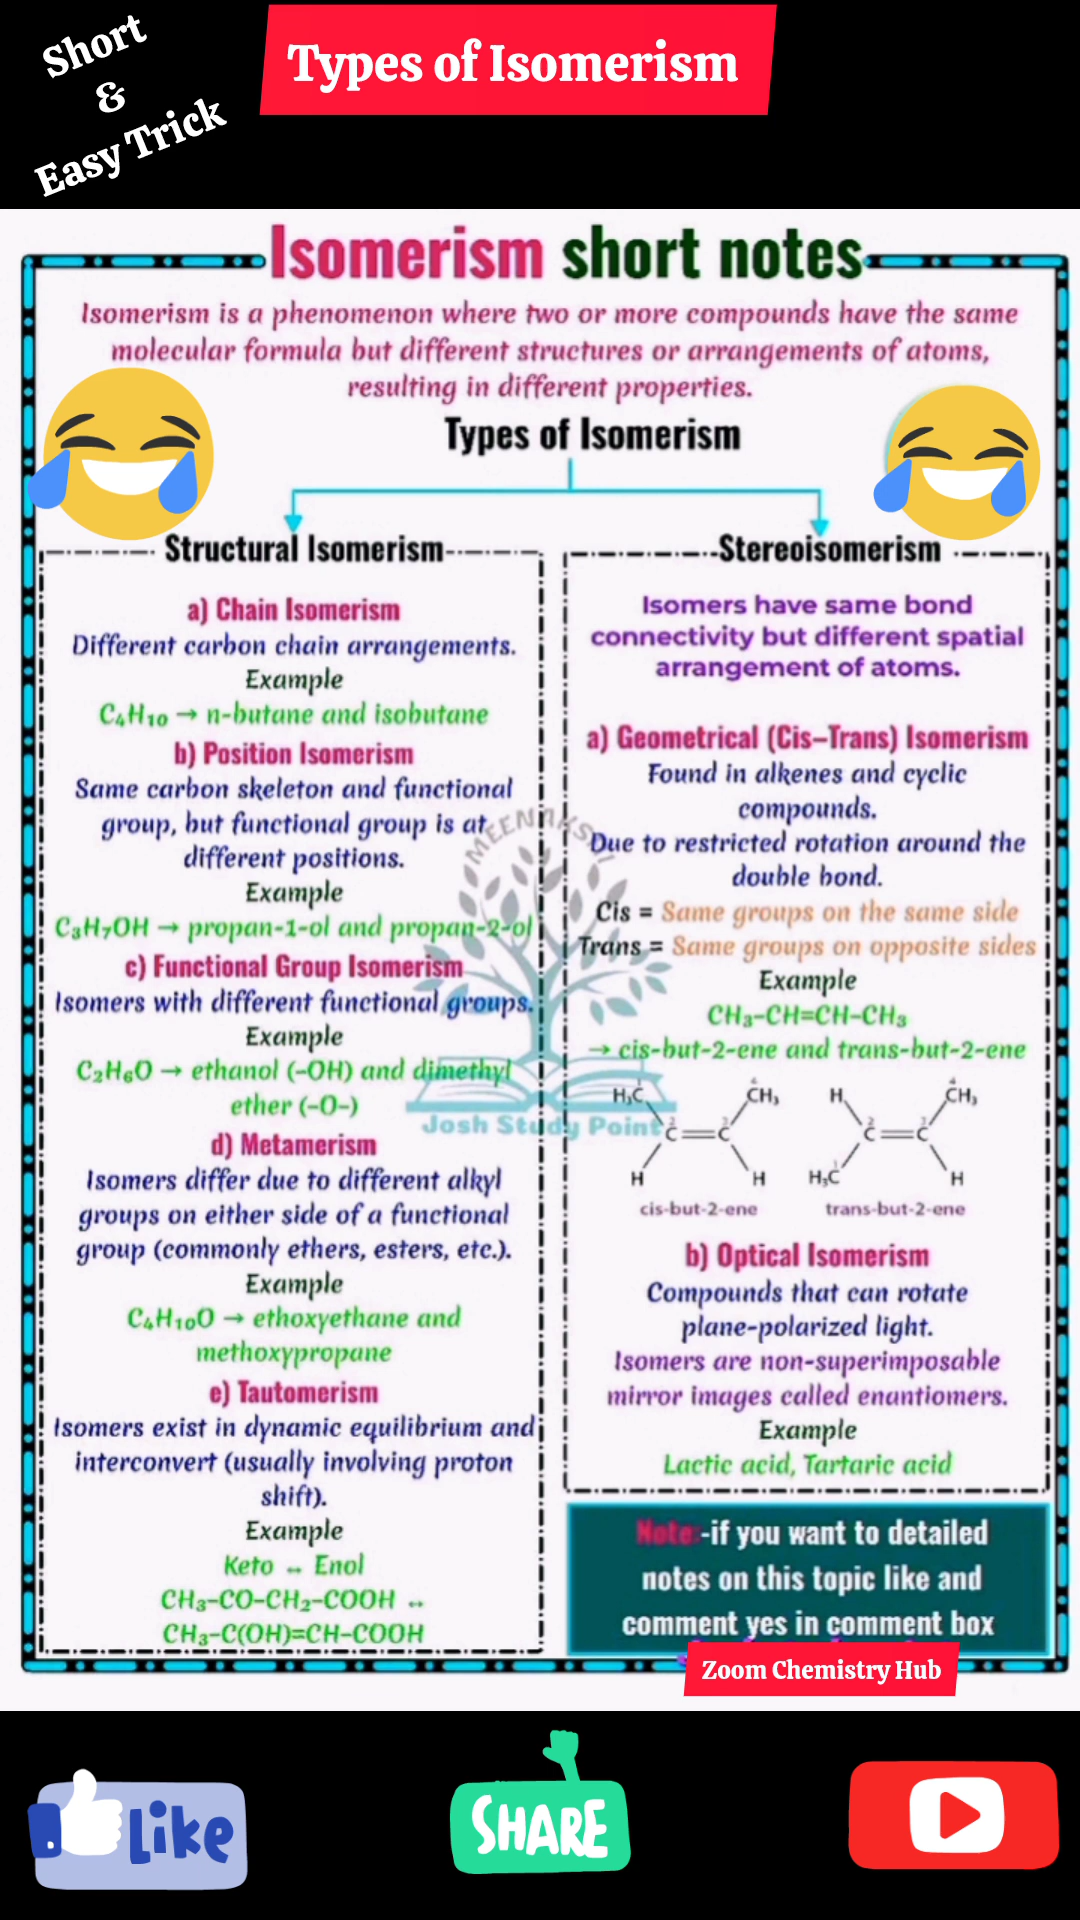 Short
&
Easy Trick
Types of Isomerism
Isomerism short notes
Isomerism is a phenomenon where two or more compounds have the same
molecular formula but different structures or arrangements of atoms,
resulting in different properties.
Types of Isomerism
Structural Isomerism
a) Chain Isomerism
Different carbon chain arrangements.
Example
C₄H₁₀ → n-butane and isobutane
b) Position Isomerism
Same carbon skeleton and functional
group, but functional group is at
different positions.
Example
C₃H₇OH → propan-1-ol and propan-2-ol
c) Functional Group Isomerism
Isomers with different functional groups.
Example
C₂H₆O → ethanol (-OH) and dimethyl
ether (-O-)
d) Metamerism
Isomers differ due to different alkyl
groups on either side of a functional
group (commonly ethers, esters, etc.).
Example
C₄H₁₀O → ethoxyethane and
methoxypropane
e) Tautomerism
Isomers exist in dynamic equilibrium and
interconvert (usually involving proton
shift).
Example
Keto ↔ Enol
CH₃-CO-CH₂-COOH ↔
CH₃-C(OH)=CH-COOH
Stereoisomerism
Isomers have same bond
connectivity but different spatial
arrangement of atoms.
a) Geometrical (Cis–Trans) Isomerism
Found in alkenes and cyclic
compounds.
Due to restricted rotation around the
double bond.
Cis = Same groups on the same side
Trans = Same groups on opposite sides
Example
CH₃-CH=CH-CH₃
→ cis-but-2-ene and trans-but-2-ene
H₃C CH₃ H CH₃
C C C C
H H H₃C H
cis-but-2-ene trans-but-2-ene
b) Optical Isomerism
Compounds that can rotate
plane-polarized light.
Isomers are non-superimposable
mirror images called enantiomers.
Example
Lactic acid, Tartaric acid
Note:-if you want to detailed
notes on this topic like and
comment yes in comment box
Zoom Chemistry Hub
MEENAKSHI
Josh Study Point
Like
SHARE